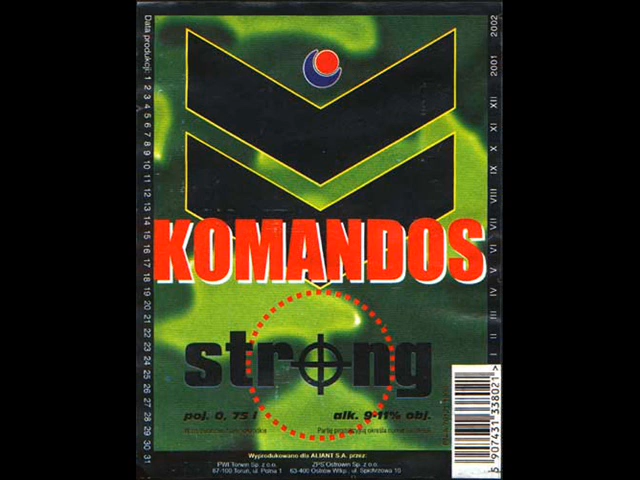 Data produkcji: 1 2 3 4 5 6 7 8 9 10 11 12 13 14 15 16 17 18 19 20 21 22 23 24 25 26 27 28 29 30 31
KOMANDOS
strong
poj. 0,75 l
alk. 9-11% obj.
Wyprodukowano dla ALIANT S.A. przez:
PWI Torwin Sp. z o.o.
87-100 Toruń, ul. Polna 1
ZPS Ostrowin Sp. z o.o.
63-400 Ostrów Wlkp., ul. Spichrzowa 10
I II III IV V VI VII VIII IX X XI XII 2001 2002
5 907431 338021 >